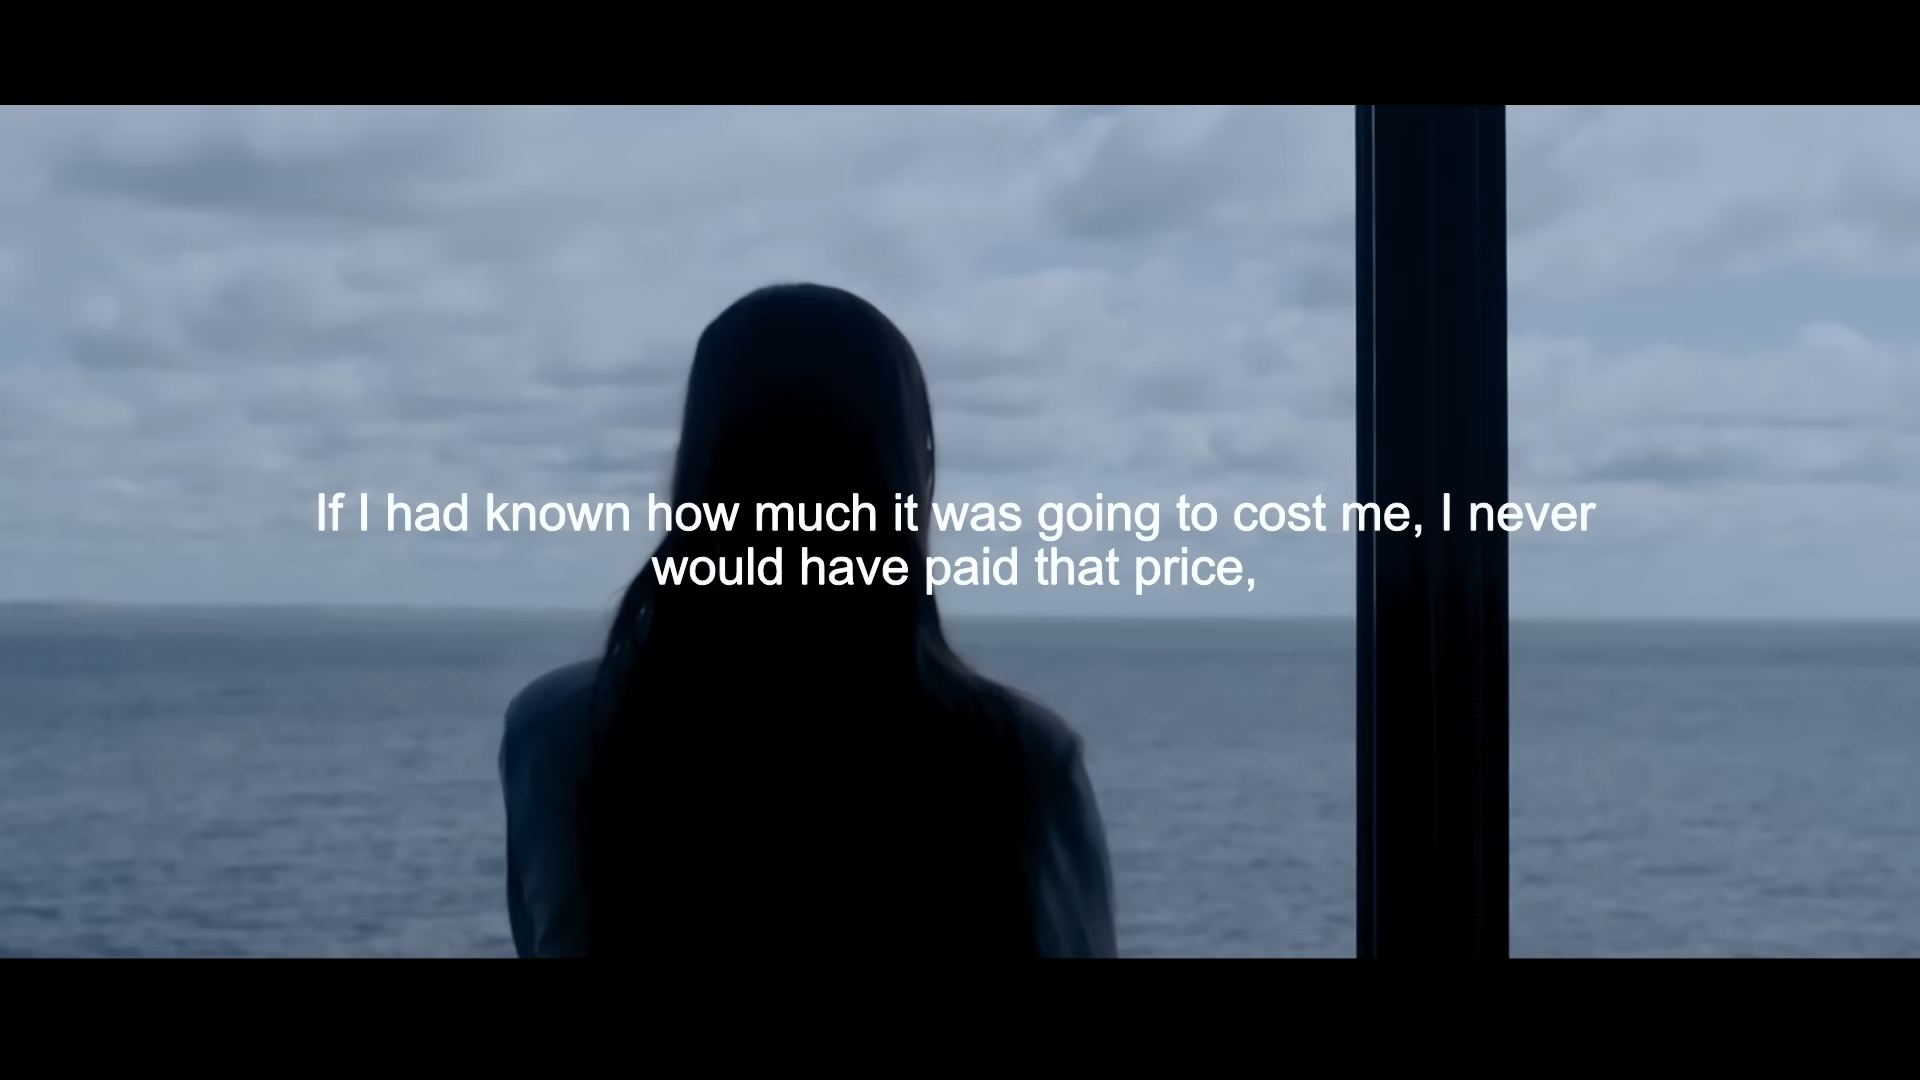 If I had known how much it was going to cost me, I never
would have paid that price,